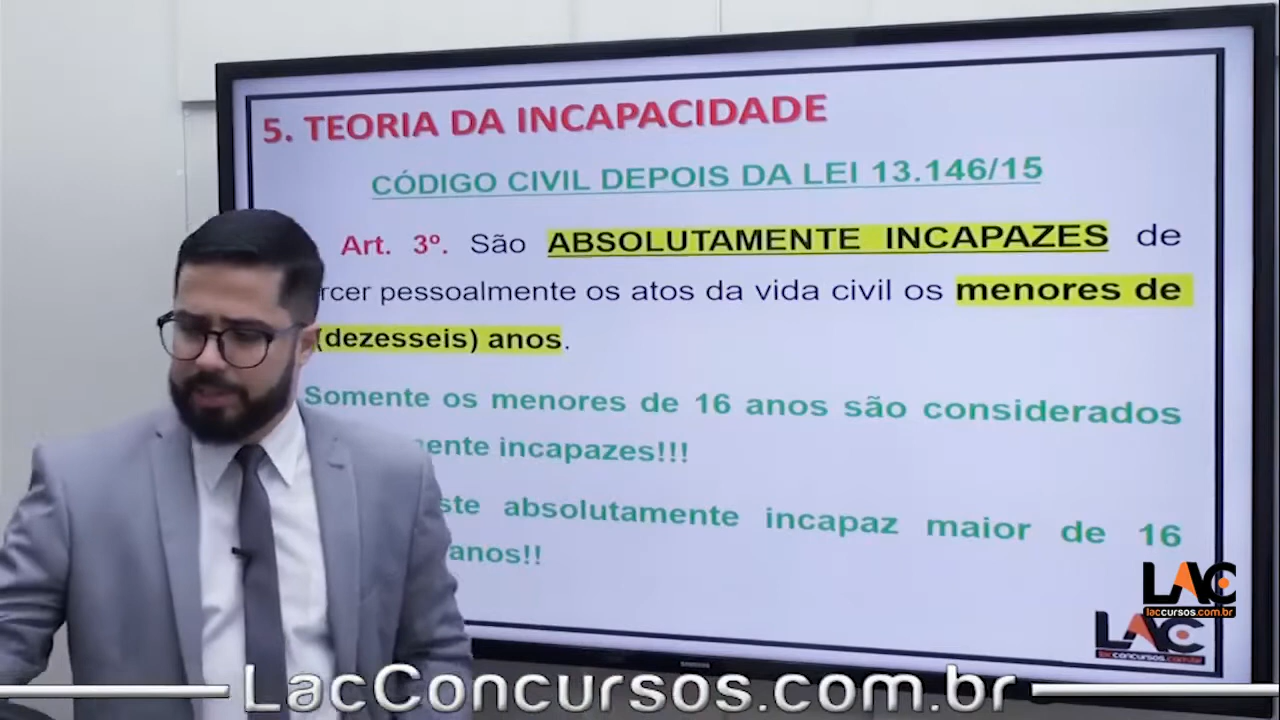 5. TEORIA DA INCAPACIDADE
CÓDIGO CIVIL DEPOIS DA LEI 13.146/15
Art. 3º. São ABSOLUTAMENTE INCAPAZES de
rcer pessoalmente os atos da vida civil os menores de
(dezesseis) anos.
Somente os menores de 16 anos são considerados
mente incapazes!!!
ste absolutamente incapaz maior de 16
anos!!
LAC
laccursos.com.br
LAC
lacconcursos.com.br
SAMSUNG
LacConcursos.com.br